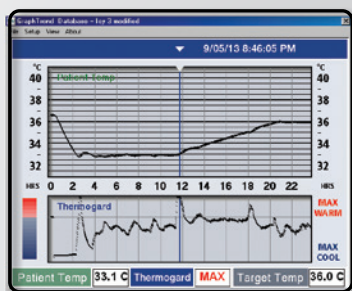 GraphTrend Database - Icy 3 modified
File Setup View About
9/05/13 8:46:05 PM
°C Patient Temp °C
40 40
38 38
36 36
34 34
32 32
HRS 0 2 4 6 8 10 12 14 16 18 20 22 HRS
Thermogard MAX WARM
MAX COOL
Patient Temp 33.1 C Thermogard MAX Target Temp 36.0 C